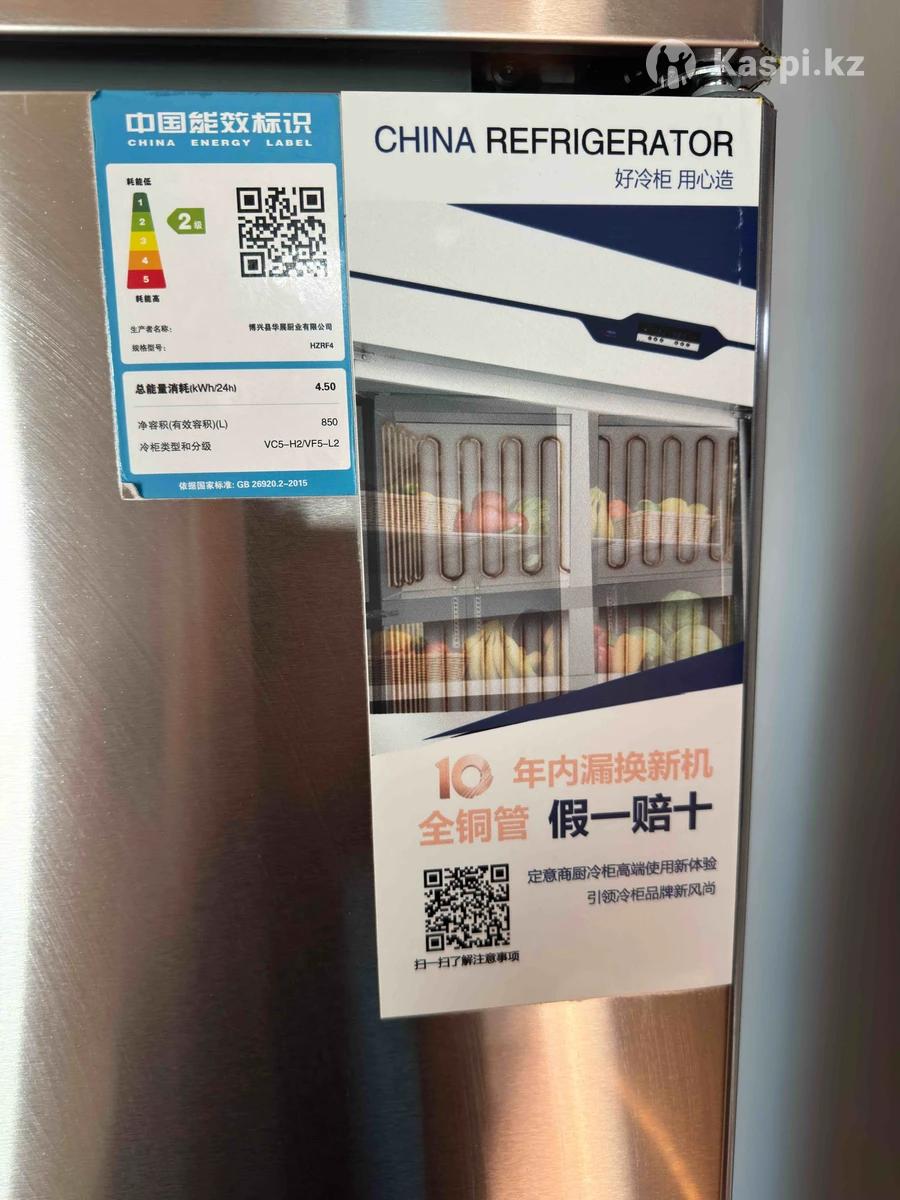 Kaspi.kz
中国能效标识
CHINA ENERGY LABEL
耗能低
1
2
3
4
5
2级
耗能高
生产者名称：
博兴县华展厨业有限公司
规格型号：
HZRF4
总能量消耗(kWh/24h)
4.50
净容积(有效容积)(L)
850
冷柜类型和分级
VC5-H2/VF5-L2
依据国家标准: GB 26920.2-2015
CHINA REFRIGERATOR
好冷柜 用心造
10 年内漏换新机
全铜管 假一赔十
定意商厨冷柜高端使用新体验
引领冷柜品牌新风尚
扫一扫了解注意事项